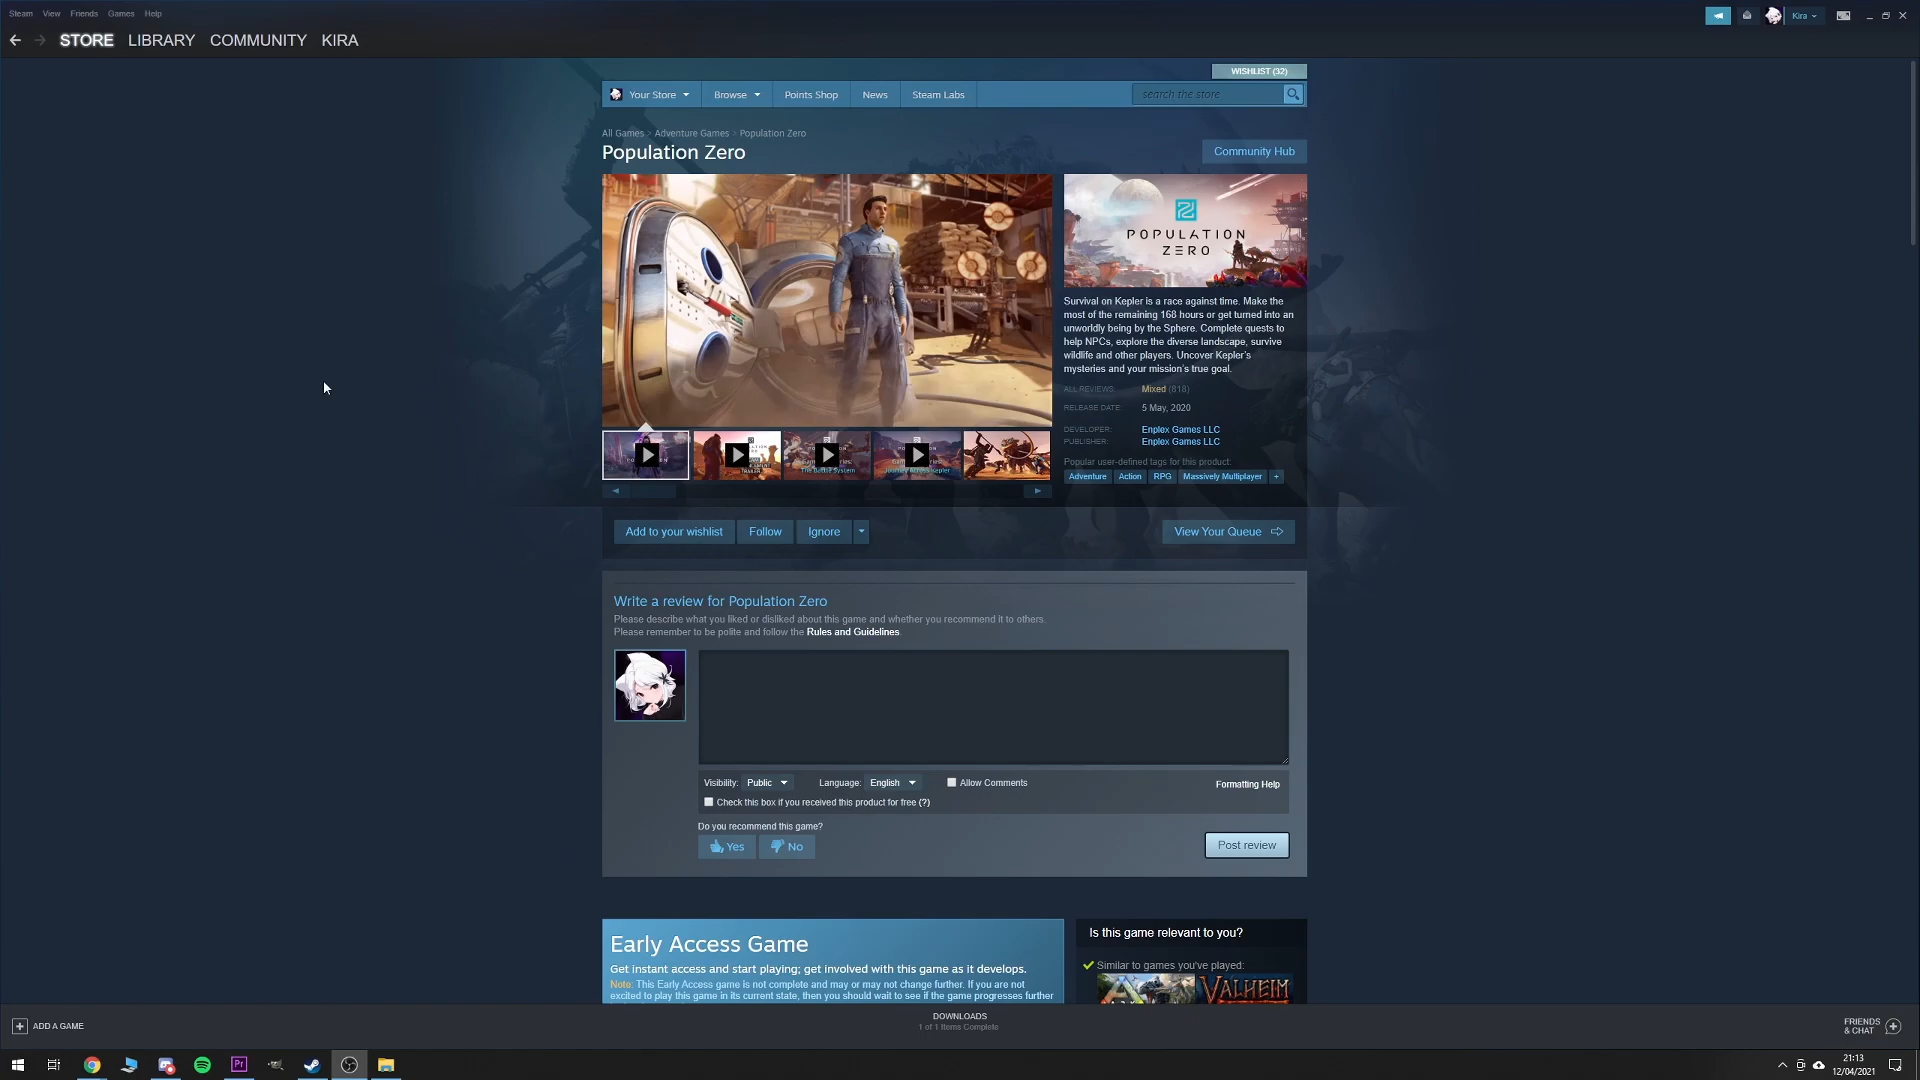 Steam View Friends Games Help
Kira
STORE LIBRARY COMMUNITY KIRA
WISHLIST (32)
Your Store Browse Points Shop News Steam Labs
search the store
All Games > Adventure Games > Population Zero
Population Zero
Community Hub
POPULATION
ZERO
Survival on Kepler is a race against time. Make the
most of the remaining 168 hours or get turned into an
unworldly being by the Sphere. Complete quests to
help NPCs, explore the diverse landscape, survive
wildlife and other players. Uncover Kepler's
mysteries and your mission's true goal.
ALL REVIEWS: Mixed (818)
RELEASE DATE: 5 May, 2020
DEVELOPER: Enplex Games LLC
PUBLISHER: Enplex Games LLC
Popular user-defined tags for this product:
Adventure Action RPG Massively Multiplayer +
The Battle System
Add to your wishlist Follow Ignore
View Your Queue
Write a review for Population Zero
Please describe what you liked or disliked about this game and whether you recommend it to others.
Please remember to be polite and follow the Rules and Guidelines.
Visibility: Public Language: English Allow Comments
Formatting Help
Check this box if you received this product for free (?)
Do you recommend this game?
Yes No
Post review
Early Access Game
Get instant access and start playing; get involved with this game as it develops.
Note: This Early Access game is not complete and may or may not change further. If you are
excited to play this game in its current state, then you should wait to see if the game progresses further
Is this game relevant to you?
Similar to games you've played:
VALHEIM
ADD A GAME
DOWNLOADS
1 of 1 Items Complete
FRIENDS
& CHAT
Pr
21:13
12/04/2021